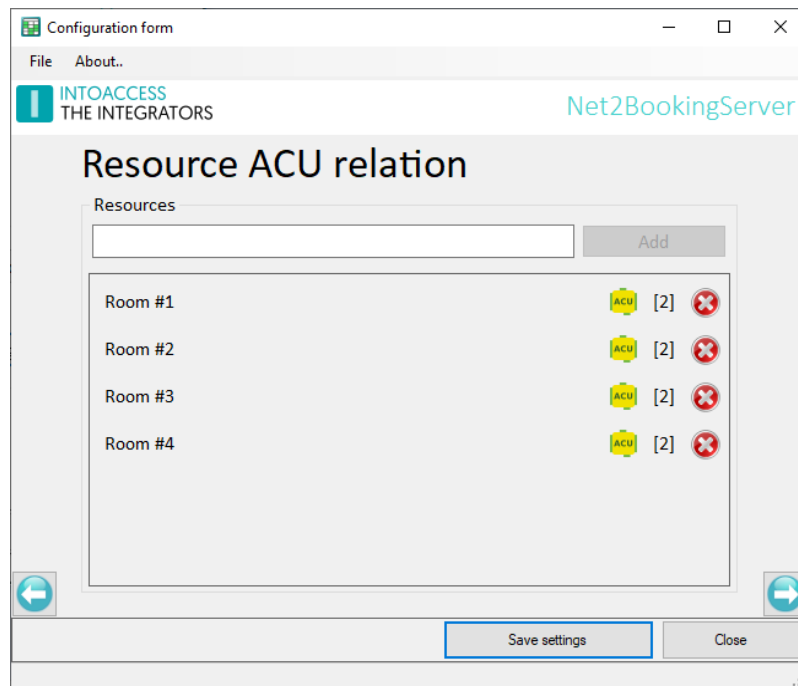 Configuration form
File About..
INTOACCESS
THE INTEGRATORS
Net2BookingServer
Resource ACU relation
Resources
Add
Room #1 ACU [2]
Room #2 ACU [2]
Room #3 ACU [2]
Room #4 ACU [2]
Save settings Close